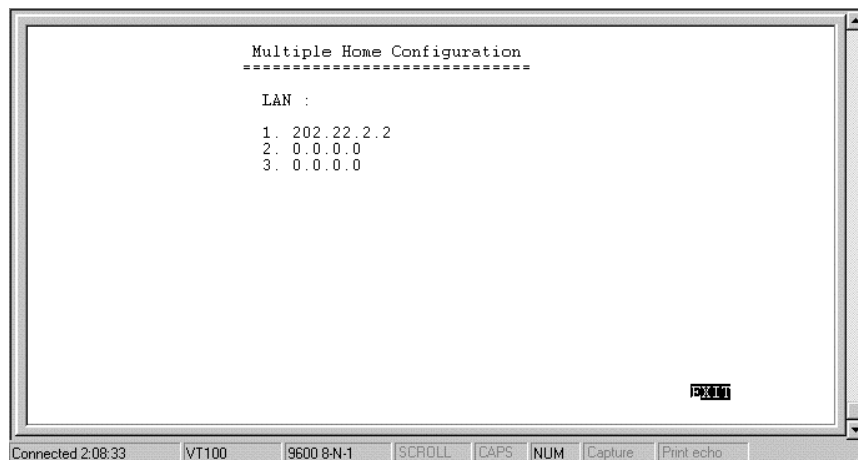 Multiple Home Configuration
=============================
LAN :
1. 202.22.2.2
2. 0.0.0.0
3. 0.0.0.0
EXIT
Connected 2:08:33 VT100 9600 8-N-1 SCROLL CAPS NUM Capture Print echo